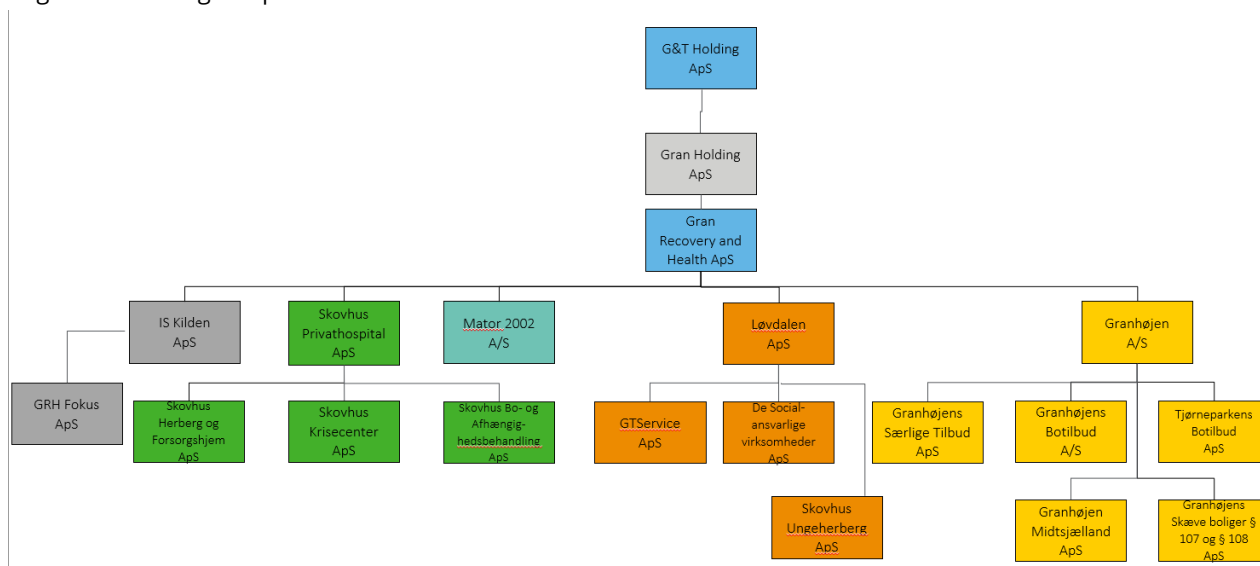 G&T Holding
ApS
Gran Holding
ApS
Gran
Recovery and
Health ApS
IS Kilden
ApS
Skovhus
Privathospital
ApS
Mator 2002
A/S
Løvdalen
ApS
Granhøjen
A/S
GRH Fokus
ApS
Skovhus
Herberg og
Forsorgshjem
ApS
Skovhus
Krisecenter
ApS
Skovhus Bo- og
Afhængig-
hedsbehandling
ApS
GTService
ApS
De Social-
ansvarlige
virksomheder
ApS
Granhøjens
Særlige Tilbud
ApS
Granhøjens
Botilbud
A/S
Tjørneparkens
Botilbud
ApS
Skovhus
Ungeherberg
ApS
Granhøjen
Midtsjælland
ApS
Granhøjens
Skæve boliger §
107 og § 108
ApS